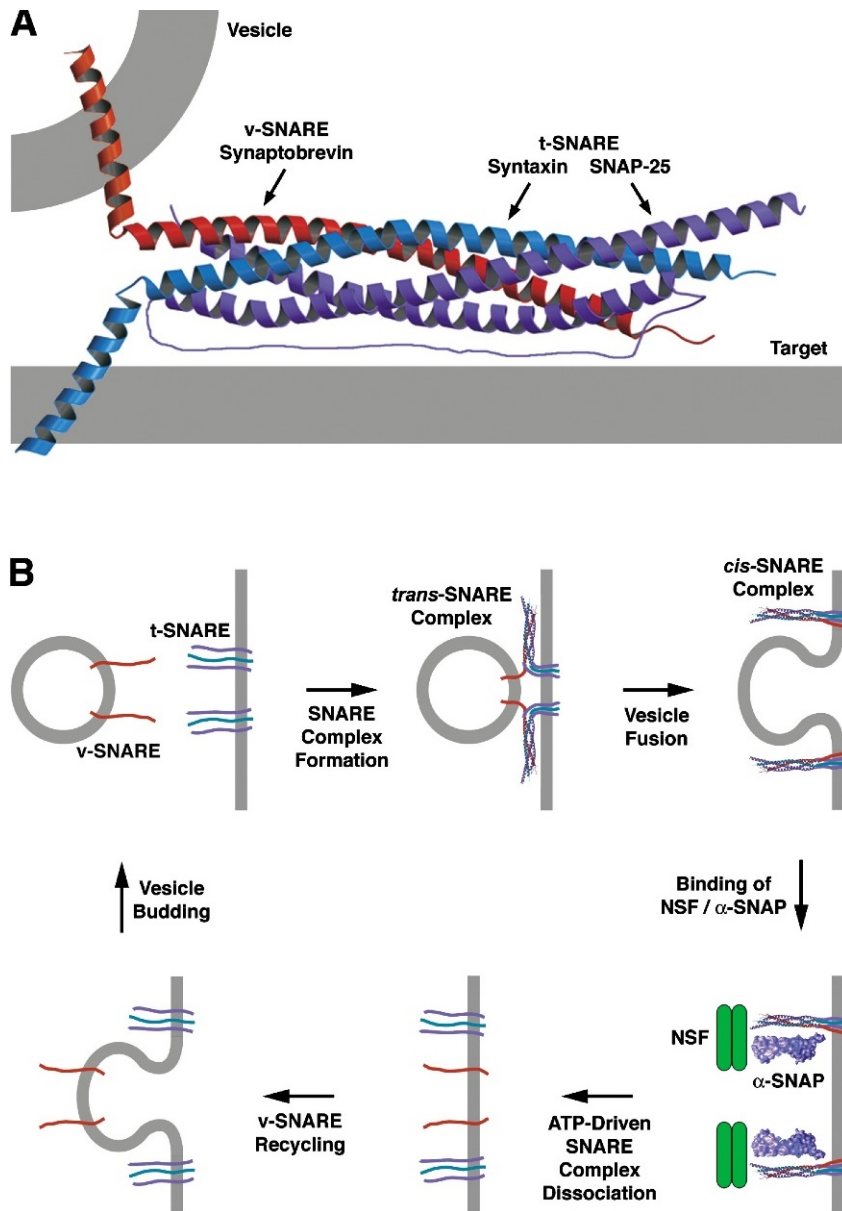 A
Vesicle
v-SNARE
Synaptobrevin
t-SNARE
Syntaxin SNAP-25
Target
B
t-SNARE
v-SNARE
SNARE
Complex
Formation
trans-SNARE
Complex
Vesicle
Fusion
cis-SNARE
Complex
Vesicle
Budding
Binding of
NSF / α-SNAP
NSF
α-SNAP
v-SNARE
Recycling
ATP-Driven
SNARE
Complex
Dissociation